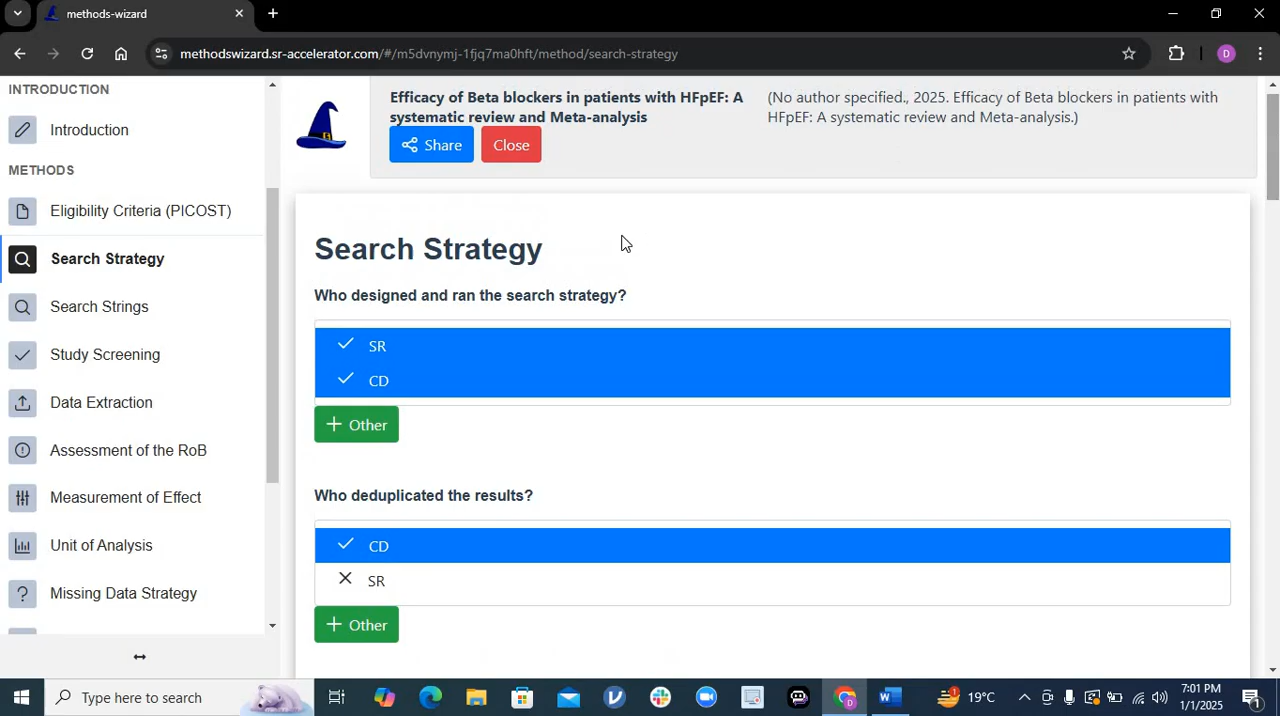 methods-wizard
methodswizard.sr-accelerator.com/#/m5dvnymj-1fjq7ma0hft/method/search-strategy
D
INTRODUCTION
Introduction
METHODS
Eligibility Criteria (PICOST)
Search Strategy
Search Strings
Study Screening
Data Extraction
Assessment of the RoB
Measurement of Effect
Unit of Analysis
Missing Data Strategy
Efficacy of Beta blockers in patients with HFpEF: A
systematic review and Meta-analysis
Share
Close
(No author specified., 2025. Efficacy of Beta blockers in patients with
HFpEF: A systematic review and Meta-analysis.)
Search Strategy
Who designed and ran the search strategy?
SR
CD
Other
Who deduplicated the results?
CD
SR
Other
Type here to search
19°C
7:01 PM
1/1/2025